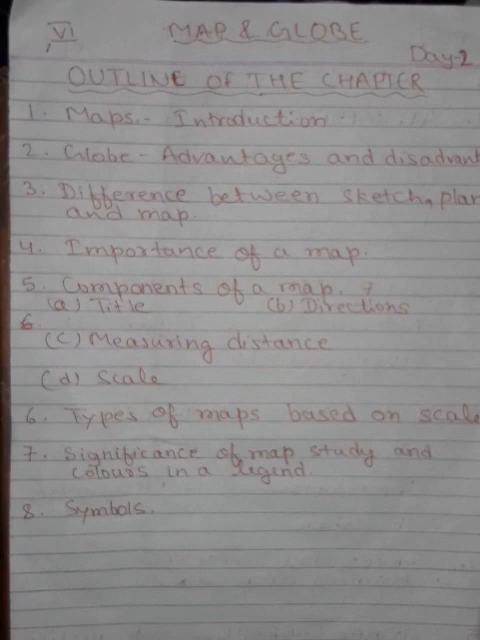 VI
MAP & GLOBE
Day-2
OUTLINE OF THE CHAPTER
1. Maps - Introduction
2. Globe - Advantages and disadvant
3. Difference between sketch, plan
and map.
4. Importance of a map.
5. Components of a map.
(a) Title (b) Directions
6
(c) Measuring distance
(d) Scale
6. Types of maps based on scale
7. Significance of map study and
colours in a legend.
8. Symbols.